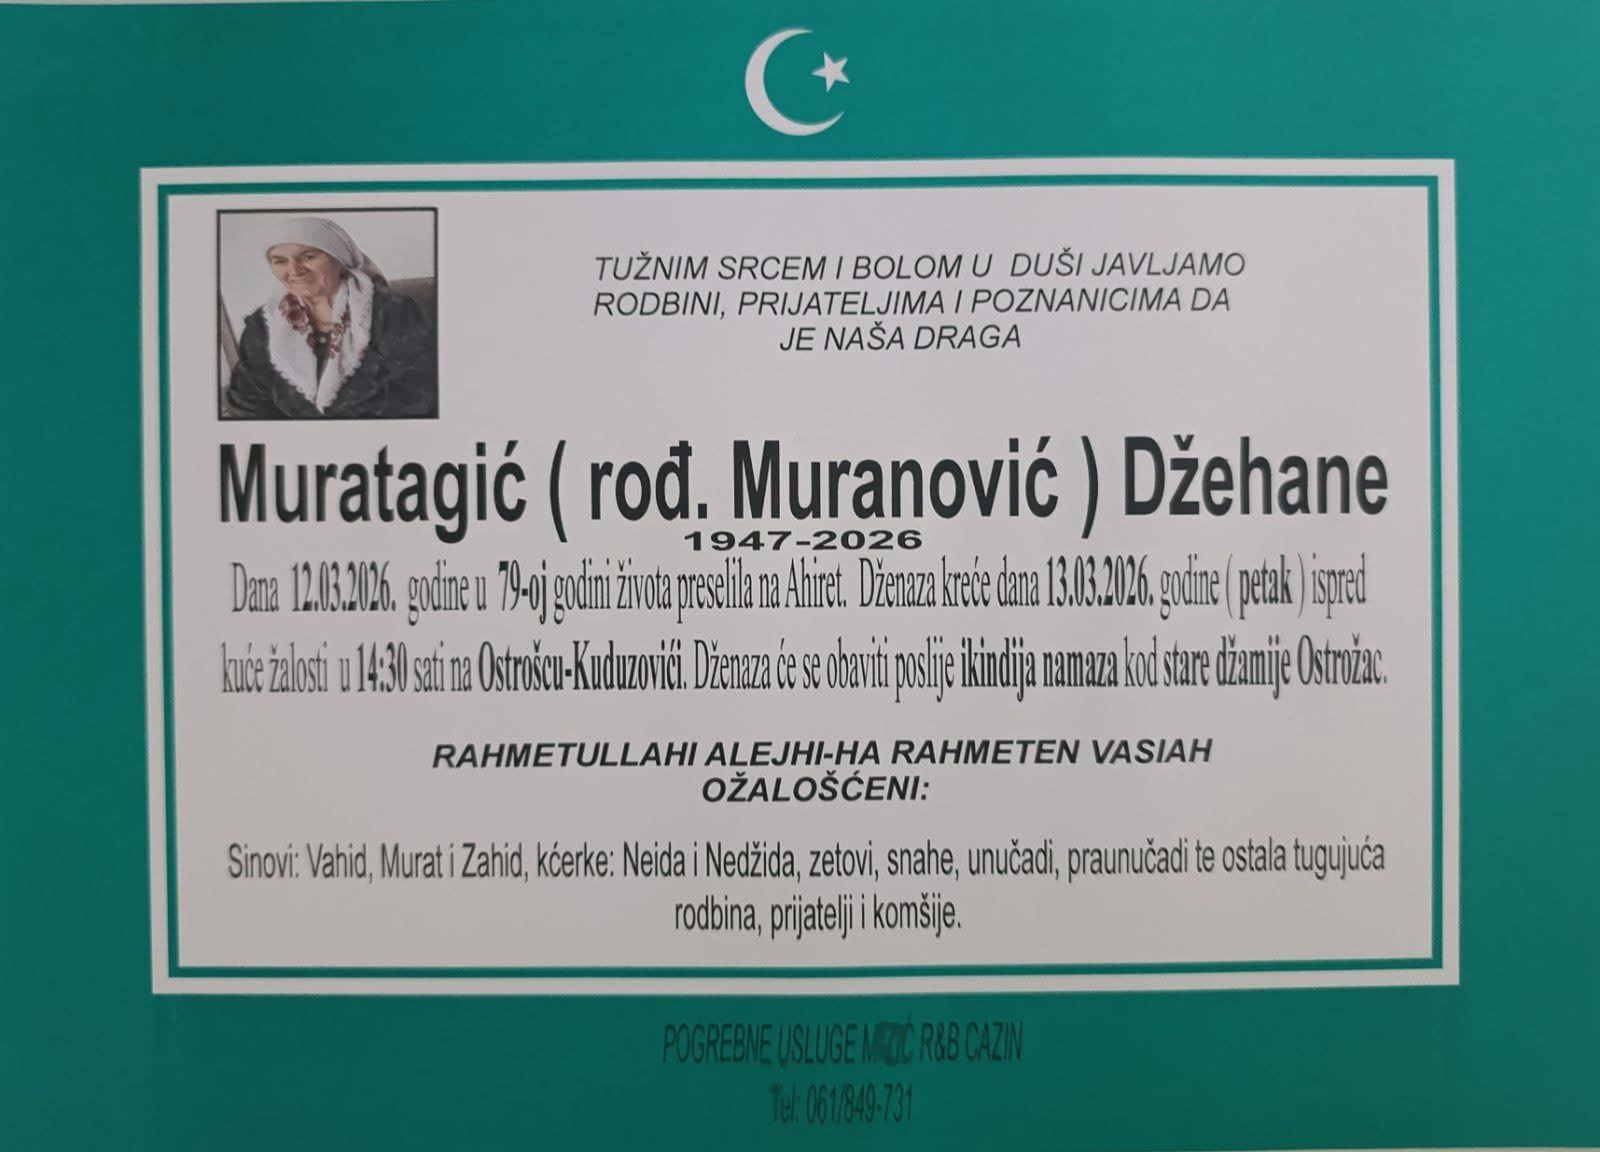 TUŽNIM SRCEM I BOLOM U DUŠI JAVLJAMO
RODBINI, PRIJATELJIMA I POZNANICIMA DA
JE NAŠA DRAGA
Muratagić ( rođ. Muranović ) Džehane
1947-2026
Dana 12.03.2026. godine u 79-oj godini života preselila na Ahiret. Dženaza kreće dana 13.03.2026. godine ( petak ) ispred
kuće žalosti u 14:30 sati na Ostrošcu-Kuduzovići. Dženaza će se obaviti poslije ikindija namaza kod stare džamije Ostrožac.
RAHMETULLAHI ALEJHI-HA RAHMETEN VASIAH
OŽALOŠĆENI:
Sinovi: Vahid, Murat i Zahid, kćerke: Neida i Nedžida, zetovi, snahe, unučadi, praunučadi te ostala tugujuća
rodbina, prijatelji i komšije.
POGREBNE USLUGE R&B CAZIN
Tel: 061/849-731